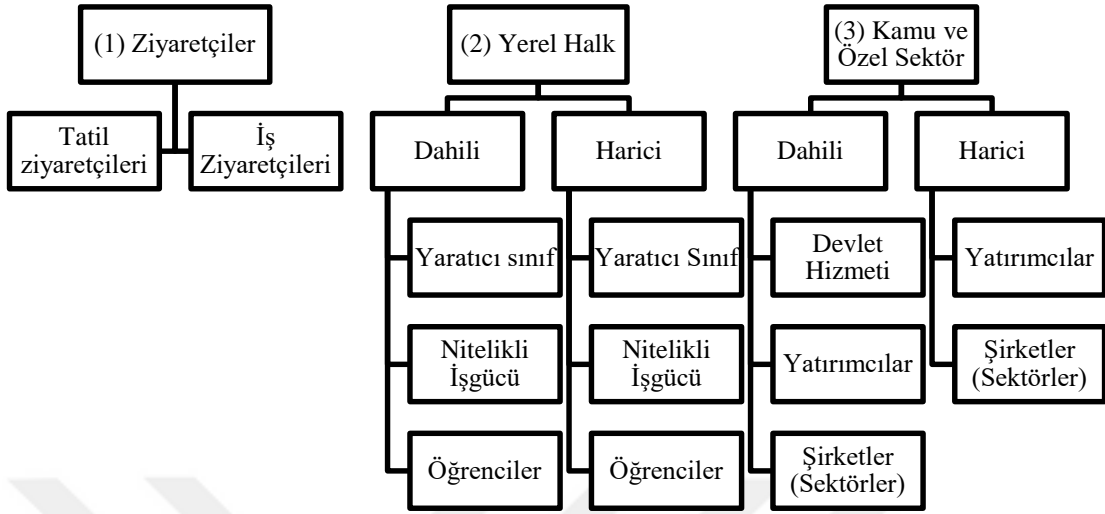 (1) Ziyaretçiler
Tatil
ziyaretçileri
İş
Ziyaretçileri
(2) Yerel Halk
Dahili
Yaratıcı sınıf
Nitelikli
İşgücü
Öğrenciler
Harici
Yaratıcı Sınıf
Nitelikli
İşgücü
Öğrenciler
(3) Kamu ve
Özel Sektör
Dahili
Devlet
Hizmeti
Yatırımcılar
Şirketler
(Sektörler)
Harici
Yatırımcılar
Şirketler
(Sektörler)